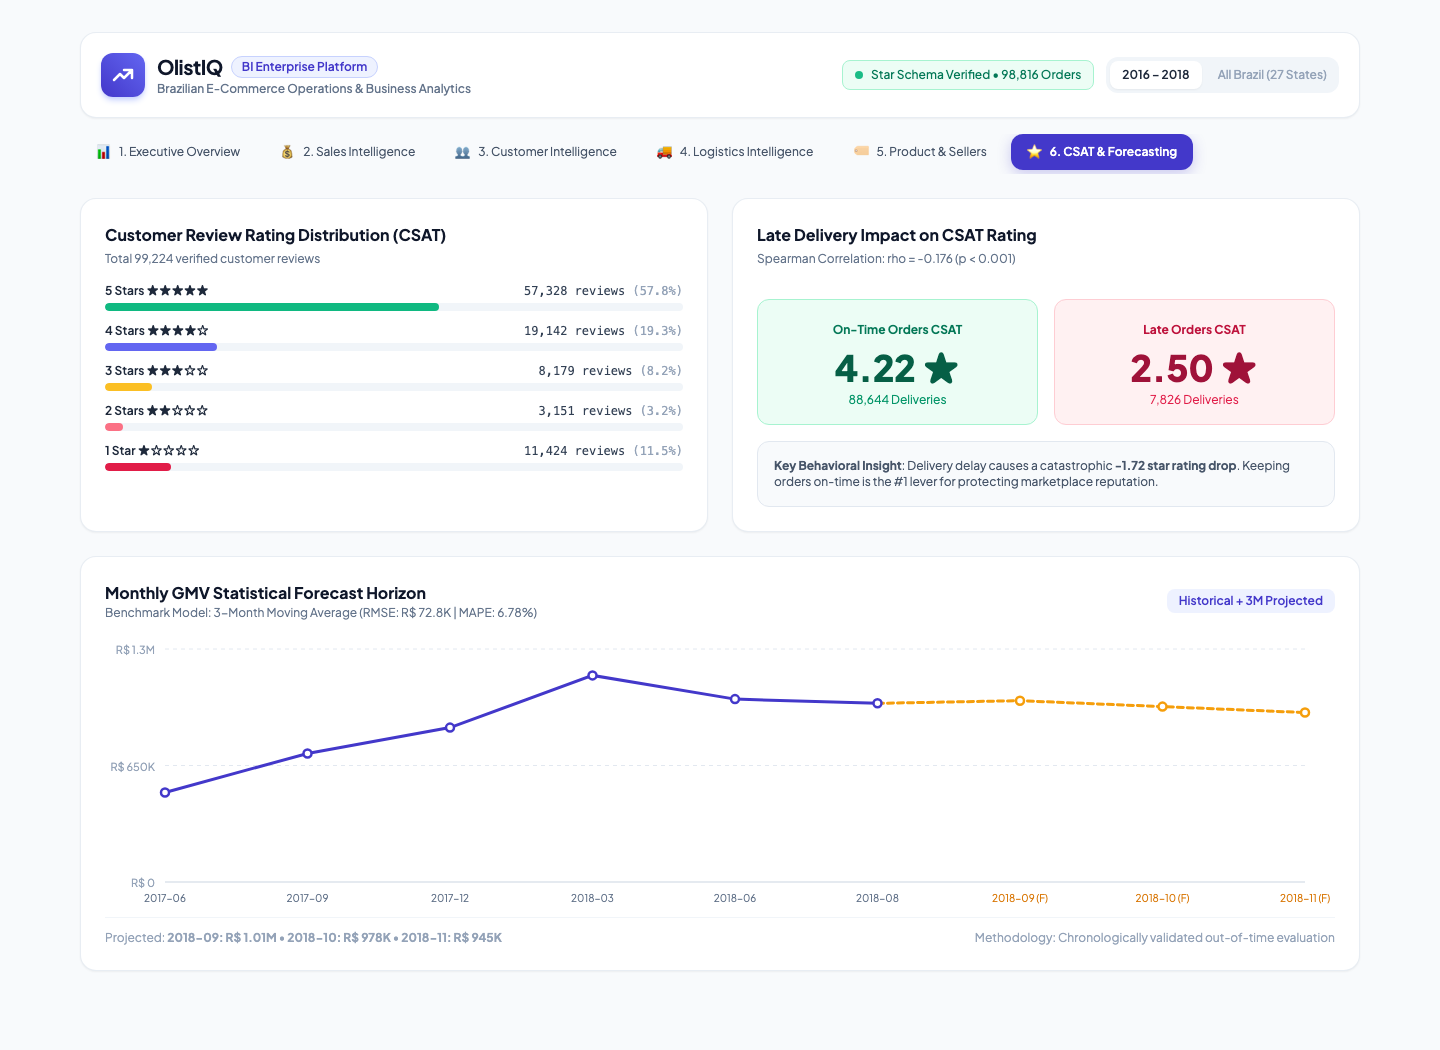 OlistIQ BI Enterprise Platform
Brazilian E-Commerce Operations & Business Analytics
Star Schema Verified • 98,816 Orders
2016 – 2018 All Brazil (27 States)
1. Executive Overview 2. Sales Intelligence 3. Customer Intelligence 4. Logistics Intelligence 5. Product & Sellers 6. CSAT & Forecasting
Customer Review Rating Distribution (CSAT)
Total 99,224 verified customer reviews
5 Stars ★★★★★ 57,328 reviews (57.8%)
4 Stars ★★★★☆ 19,142 reviews (19.3%)
3 Stars ★★★☆☆ 8,179 reviews (8.2%)
2 Stars ★★☆☆☆ 3,151 reviews (3.2%)
1 Star ★☆☆☆☆ 11,424 reviews (11.5%)
Late Delivery Impact on CSAT Rating
Spearman Correlation: rho = -0.176 (p < 0.001)
On-Time Orders CSAT
4.22 ★
88,644 Deliveries
Late Orders CSAT
2.50 ★
7,826 Deliveries
Key Behavioral Insight: Delivery delay causes a catastrophic -1.72 star rating drop. Keeping
orders on-time is the #1 lever for protecting marketplace reputation.
Monthly GMV Statistical Forecast Horizon
Benchmark Model: 3-Month Moving Average (RMSE: R$ 72.8K | MAPE: 6.78%)
Historical + 3M Projected
R$ 1.3M
R$ 650K
R$ 0
2017-06 2017-09 2017-12 2018-03 2018-06 2018-08 2018-09 (F) 2018-10 (F) 2018-11 (F)
Projected: 2018-09: R$ 1.01M • 2018-10: R$ 978K • 2018-11: R$ 945K
Methodology: Chronologically validated out-of-time evaluation